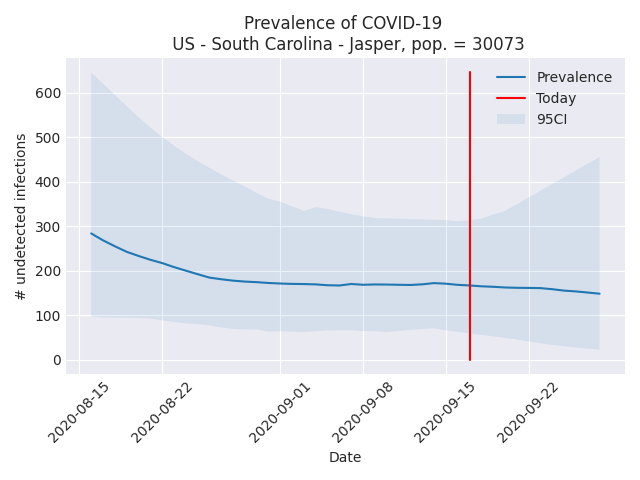 Prevalence of COVID-19
US - South Carolina - Jasper, pop. = 30073
Prevalence
Today
95CI
# undetected infections
600
500
400
300
200
100
0
2020-08-15
2020-08-22
2020-09-01
2020-09-08
2020-09-15
2020-09-22
Date